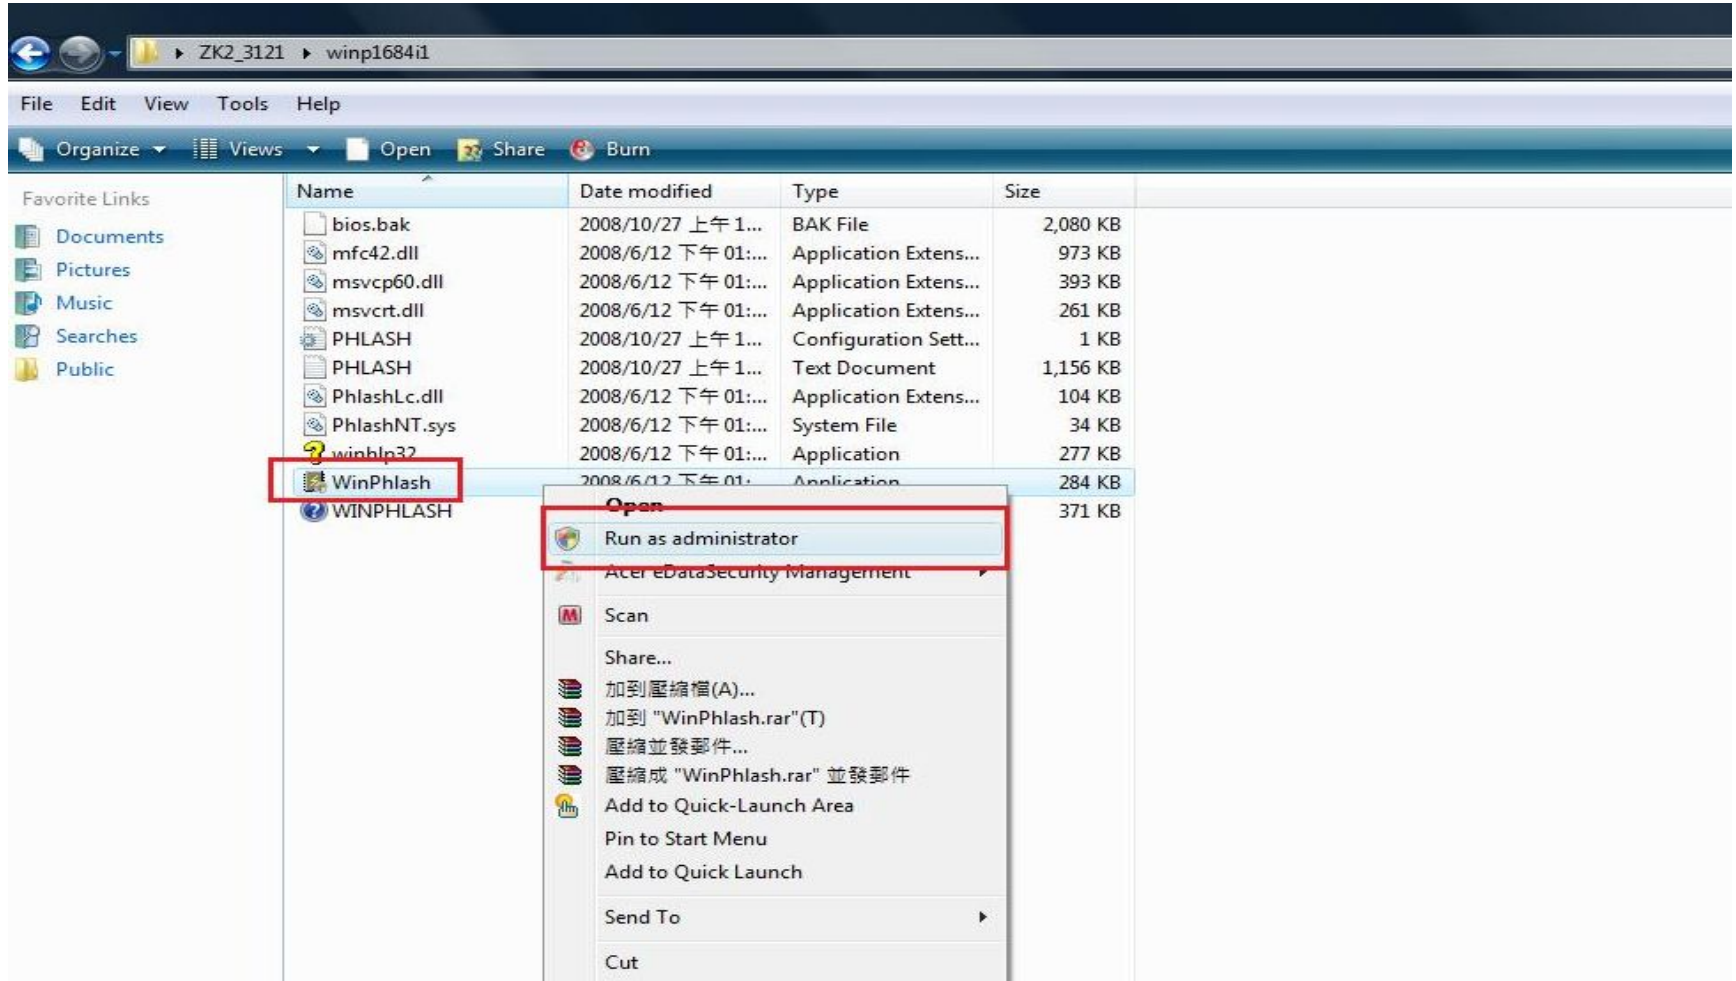 ZK2_3121 winp1684i1
File Edit View Tools Help
Organize Views Open Share Burn
Favorite Links
Documents
Pictures
Music
Searches
Public
Name Date modified Type Size
bios.bak 2008/10/27 上午 1... BAK File 2,080 KB
mfc42.dll 2008/6/12 下午 01:... Application Extens... 973 KB
msvcp60.dll 2008/6/12 下午 01:... Application Extens... 393 KB
msvcrt.dll 2008/6/12 下午 01:... Application Extens... 261 KB
PHLASH 2008/10/27 上午 1... Configuration Sett... 1 KB
PHLASH 2008/10/27 上午 1... Text Document 1,156 KB
PhlashLc.dll 2008/6/12 下午 01:... Application Extens... 104 KB
PhlashNT.sys 2008/6/12 下午 01:... System File 34 KB
winhlp32 2008/6/12 下午 01:... Application 277 KB
WinPhlash 2008/6/12 下午 01: Application 284 KB
WINPHLASH 371 KB
Open
Run as administrator
Acer eDataSecurity Management
Scan
Share...
加到壓縮檔(A)...
加到 "WinPhlash.rar"(T)
壓縮並發郵件...
壓縮成 "WinPhlash.rar" 並發郵件
Add to Quick-Launch Area
Pin to Start Menu
Add to Quick Launch
Send To
Cut